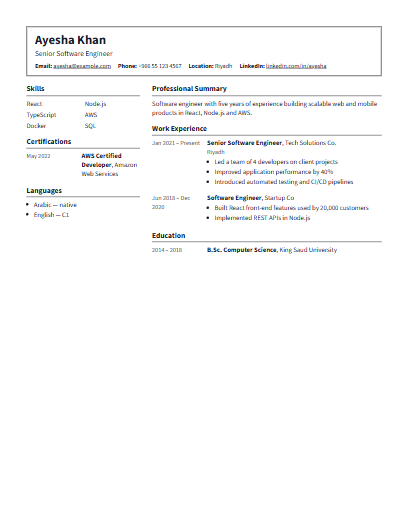 Ayesha Khan
Senior Software Engineer
Email: ayesha@example.com Phone: +966 55 123 4567 Location: Riyadh LinkedIn: linkedin.com/in/ayesha
Skills
React Node.js
TypeScript AWS
Docker SQL
Certifications
May 2022 AWS Certified
Developer, Amazon
Web Services
Languages
• Arabic — native
• English — C1
Professional Summary
Software engineer with five years of experience building scalable web and mobile
products in React, Node.js and AWS.
Work Experience
Jan 2021 – Present Senior Software Engineer, Tech Solutions Co.
Riyadh
• Led a team of 4 developers on client projects
• Improved application performance by 40%
• Introduced automated testing and CI/CD pipelines
Jun 2018 – Dec Software Engineer, Startup Co
2020
• Built React front-end features used by 20,000 customers
• Implemented REST APIs in Node.js
Education
2014 – 2018 B.Sc. Computer Science, King Saud University